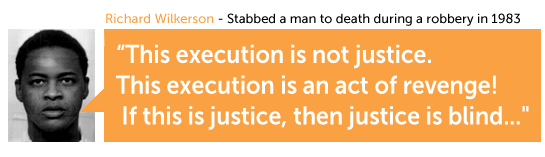 Richard Wilkerson - Stabbed a man to death during a robbery in 1983
“This execution is not justice.
This execution is an act of revenge!
If this is justice, then justice is blind..."